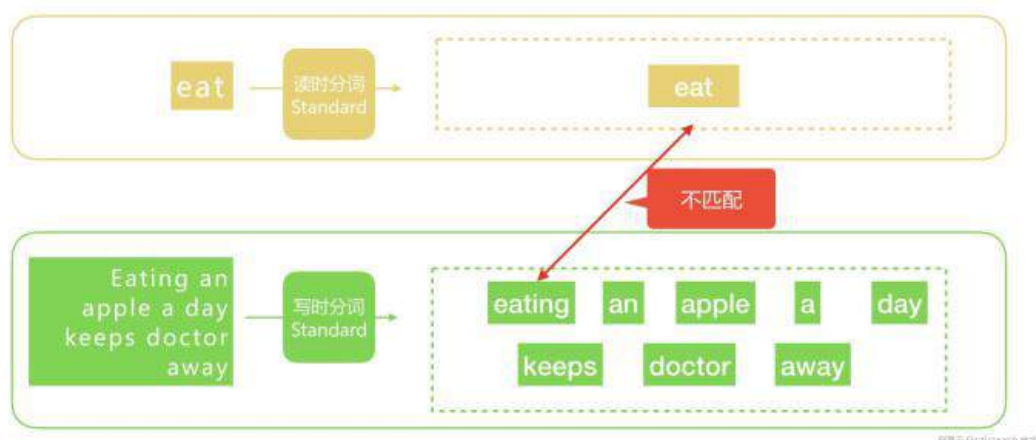 eat
读时分词
Standard
eat
不匹配
Eating an
apple a day
keeps doctor
away
写时分词
Standard
eating an apple a day
keeps doctor away